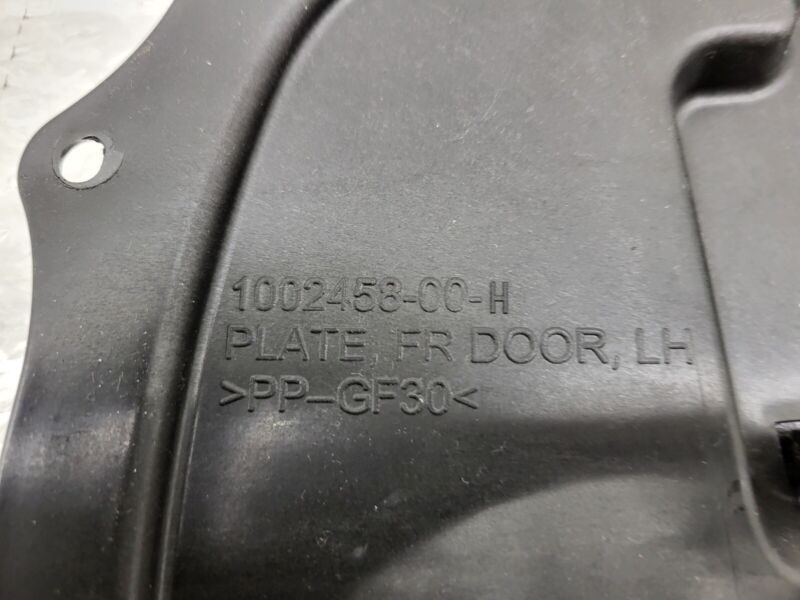 1002458-00-H
PLATE, FR DOOR, LH
>PP-GF30<